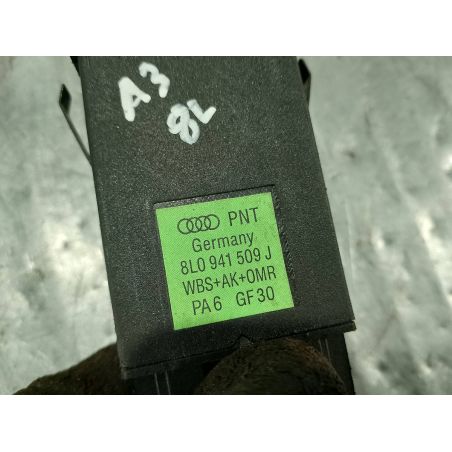 A3
8L
PNT
Germany
8L0 941 509 J
WBS+AK+OMR
PA6 GF30